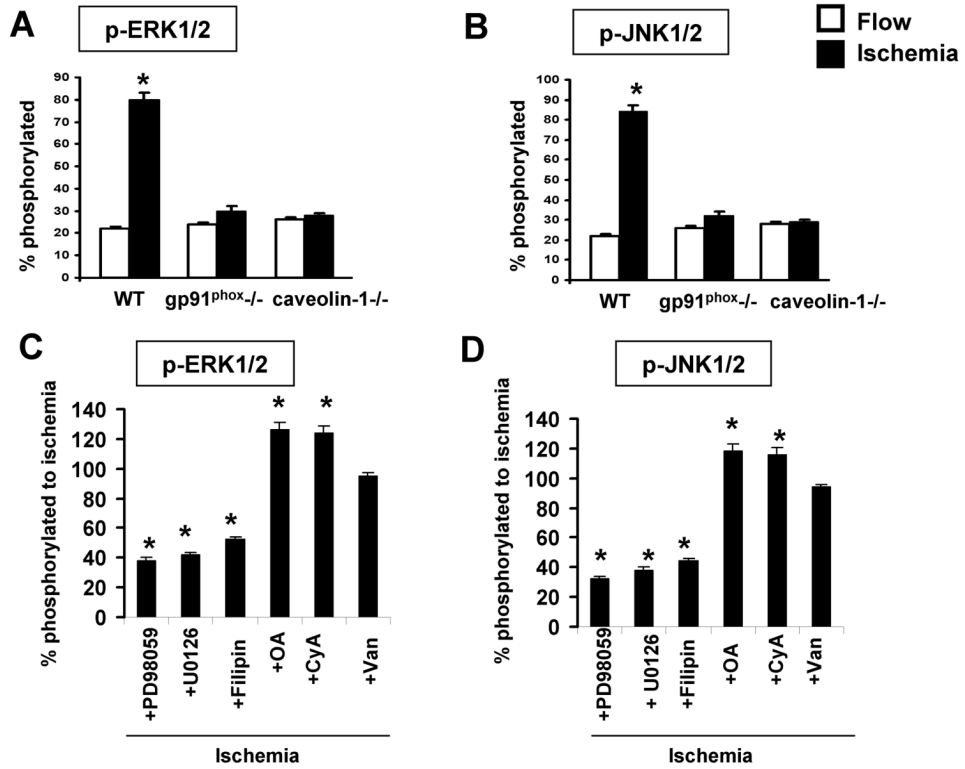 A
p-ERK1/2
% phosphorylated
90
80
70
60
50
40
30
20
10
0
*
WT
gp91phox-/-
caveolin-1-/-
B
p-JNK1/2
% phosphorylated
100
90
80
70
60
50
40
30
20
10
0
*
WT
gp91phox-/-
caveolin-1-/-
Flow
Ischemia
C
p-ERK1/2
% phosphorylated to ischemia
140
120
100
80
60
40
20
0
* * * * *
+PD98059
+U0126
+Filipin
+OA
+CyA
+Van
Ischemia
D
p-JNK1/2
% phosphorylated to ischemia
140
120
100
80
60
40
20
0
* * * * *
+PD98059
+ U0126
+Filipin
+OA
+CyA
+Van
Ischemia